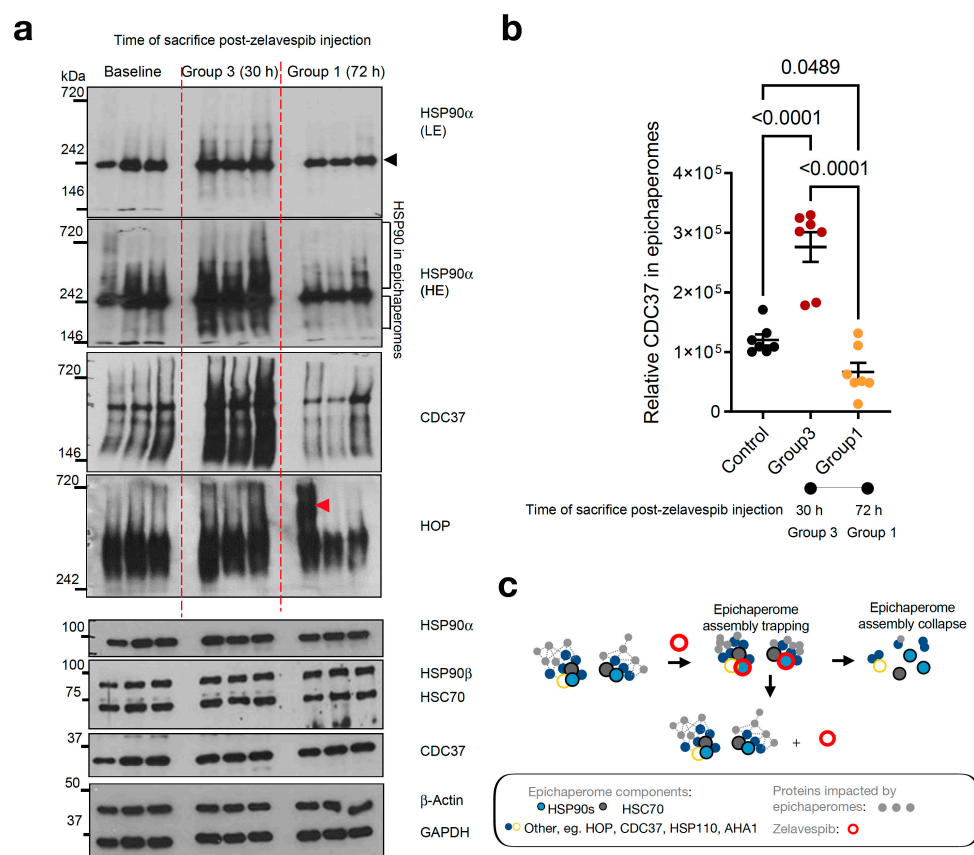 a
Time of sacrifice post-zelavespib injection
kDa
Baseline
Group 3 (30 h)
Group 1 (72 h)
720
242
146
HSP90α
(LE)
720
242
146
HSP90α
(HE)
HSP90 in epichaperomes
720
146
CDC37
720
242
HOP
100
HSP90α
100
75
HSP90β
HSC70
37
CDC37
50
37
β-Actin
GAPDH
b
0.0489
<0.0001
<0.0001
4×10⁵
3×10⁵
2×10⁵
1×10⁵
0
Relative CDC37 in epichaperomes
Control
Group3
Group1
Time of sacrifice post-zelavespib injection
30 h
72 h
Group 3
Group 1
c
Epichaperome
assembly trapping
Epichaperome
assembly collapse
+
Epichaperome components:
HSP90s
HSC70
Other, eg. HOP, CDC37, HSP110, AHA1
Proteins impacted by
epichaperomes:
Zelavespib: